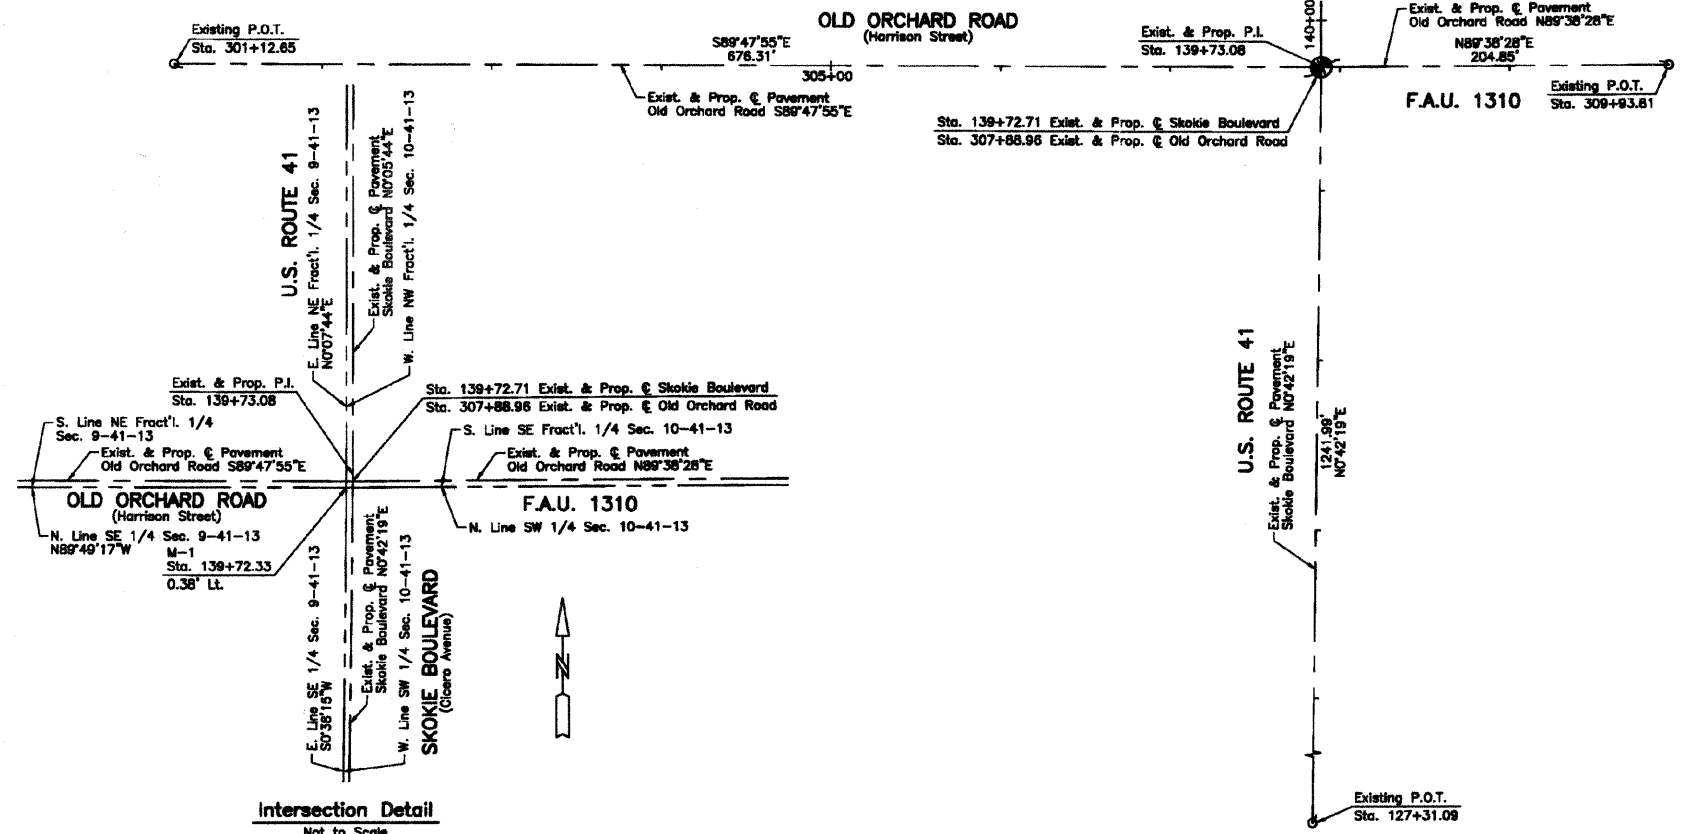 Existing P.O.T.
Sta. 301+12.65
S89°47'55"E
676.31'
OLD ORCHARD ROAD
(Harrison Street)
305+00
Exist. & Prop. ℄ Pavement
Old Orchard Road S89°47'55"E
Exist. & Prop. P.I.
Sta. 139+73.08
140+00
Exist. & Prop. ℄ Pavement
Old Orchard Road N89°38'28"E
N89°38'28"E
204.85'
Existing P.O.T.
Sta. 309+93.81
F.A.U. 1310
Sta. 139+72.71 Exist. & Prop. ℄ Skokie Boulevard
Sta. 307+88.96 Exist. & Prop. ℄ Old Orchard Road
U.S. ROUTE 41
E. Line NE Fract'l. 1/4 Sec. 9-41-13
N0°07'44"E
Exist. & Prop. ℄ Pavement
Skokie Boulevard N0°05'44"E
W. Line NW Fract'l. 1/4 Sec. 10-41-13
Exist. & Prop. P.I.
Sta. 139+73.08
Sta. 139+72.71 Exist. & Prop. ℄ Skokie Boulevard
Sta. 307+88.96 Exist. & Prop. ℄ Old Orchard Road
S. Line NE Fract'l. 1/4
Sec. 9-41-13
Exist. & Prop. ℄ Pavement
Old Orchard Road S89°47'55"E
S. Line SE Fract'l. 1/4 Sec. 10-41-13
Exist. & Prop. ℄ Pavement
Old Orchard Road N89°38'28"E
OLD ORCHARD ROAD
(Harrison Street)
F.A.U. 1310
N. Line SE 1/4 Sec. 9-41-13
N89°49'17"W
N. Line SW 1/4 Sec. 10-41-13
M-1
Sta. 139+72.33
0.38' Lt.
E. Line SE 1/4 Sec. 9-41-13
S0°38'15"W
Exist. & Prop. ℄ Pavement
Skokie Boulevard N0°42'19"E
W. Line SW 1/4 Sec. 10-41-13
SKOKIE BOULEVARD
(Cicero Avenue)
N
U.S. ROUTE 41
Exist. & Prop. ℄ Pavement
Skokie Boulevard N0°42'19"E
1241.99'
N0°42'19"E
Existing P.O.T.
Sta. 127+31.09
Intersection Detail
Not to Scale